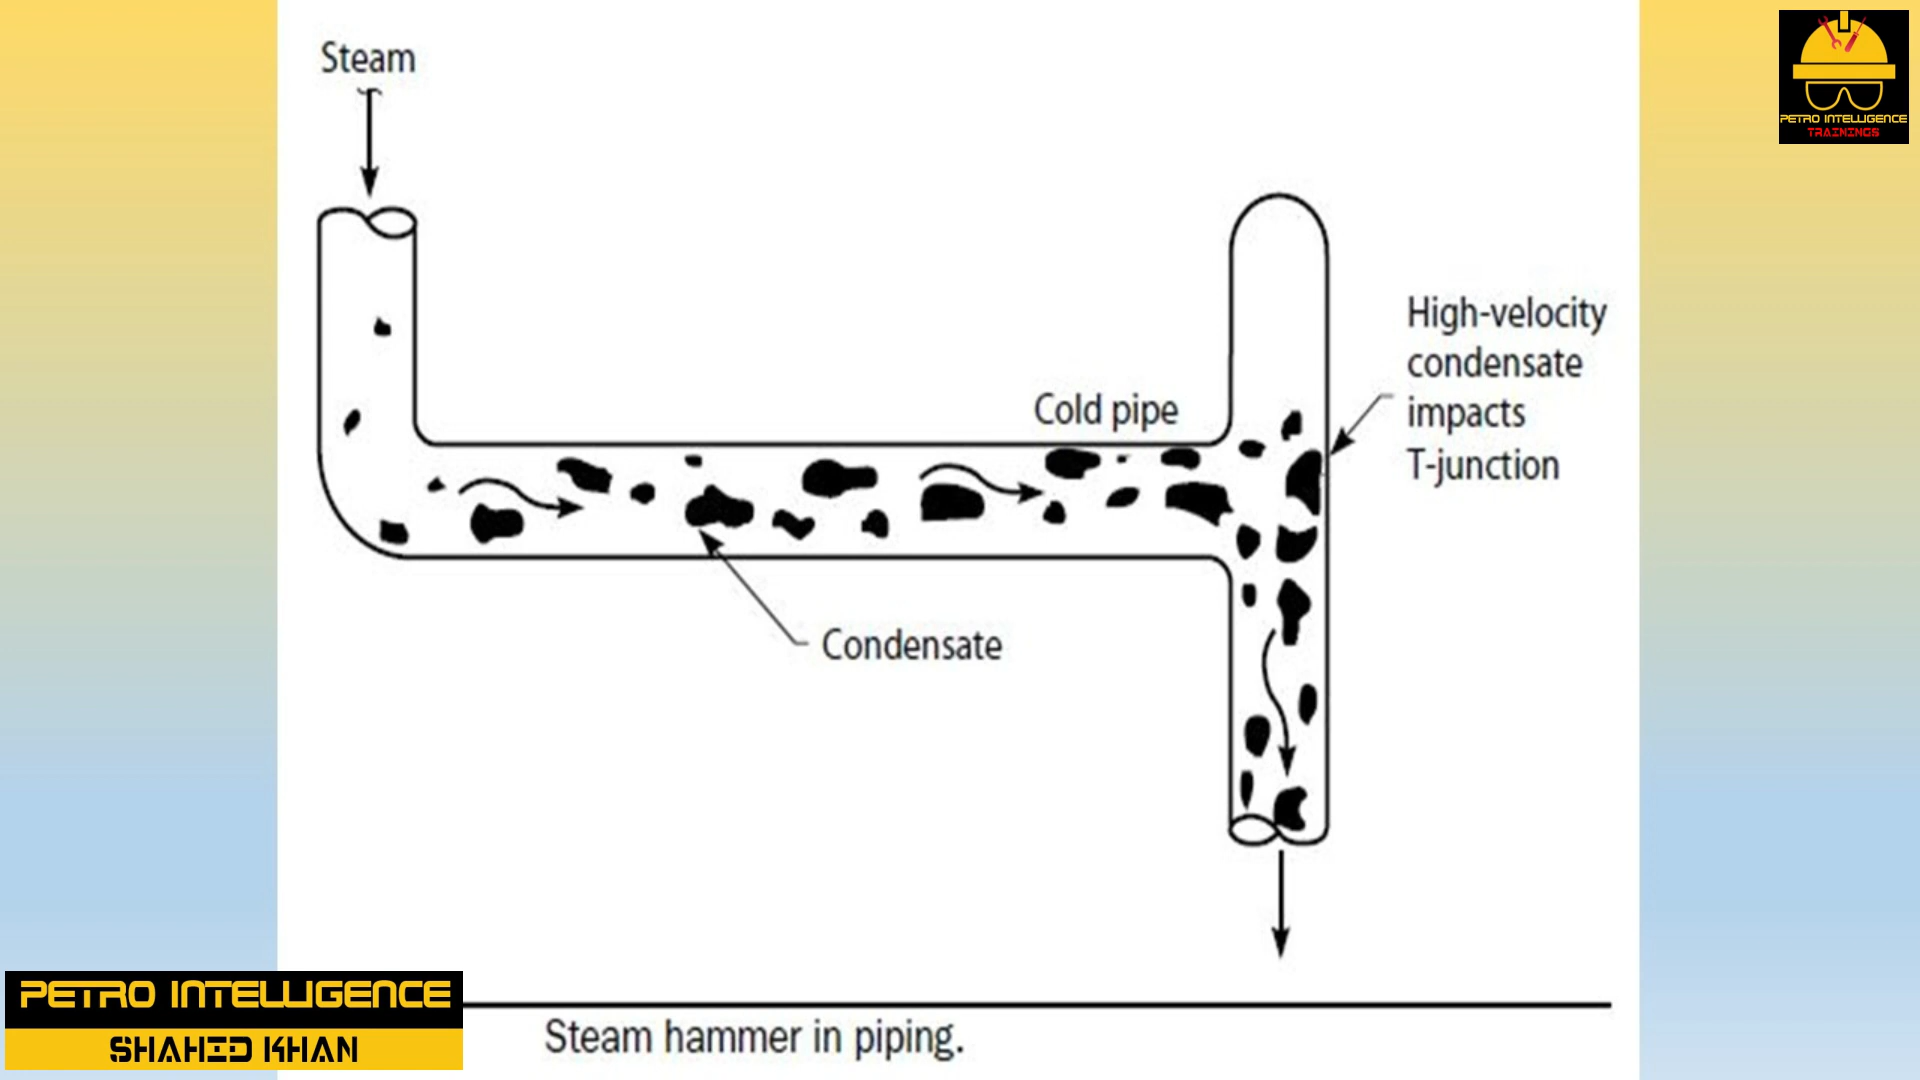 Steam
PETRO INTELLIGENCE
TRAININGS
High-velocity
condensate
impacts
T-junction
Cold pipe
Condensate
PETRO INTELLIGENCE
SHAHID KHAN
Steam hammer in piping.